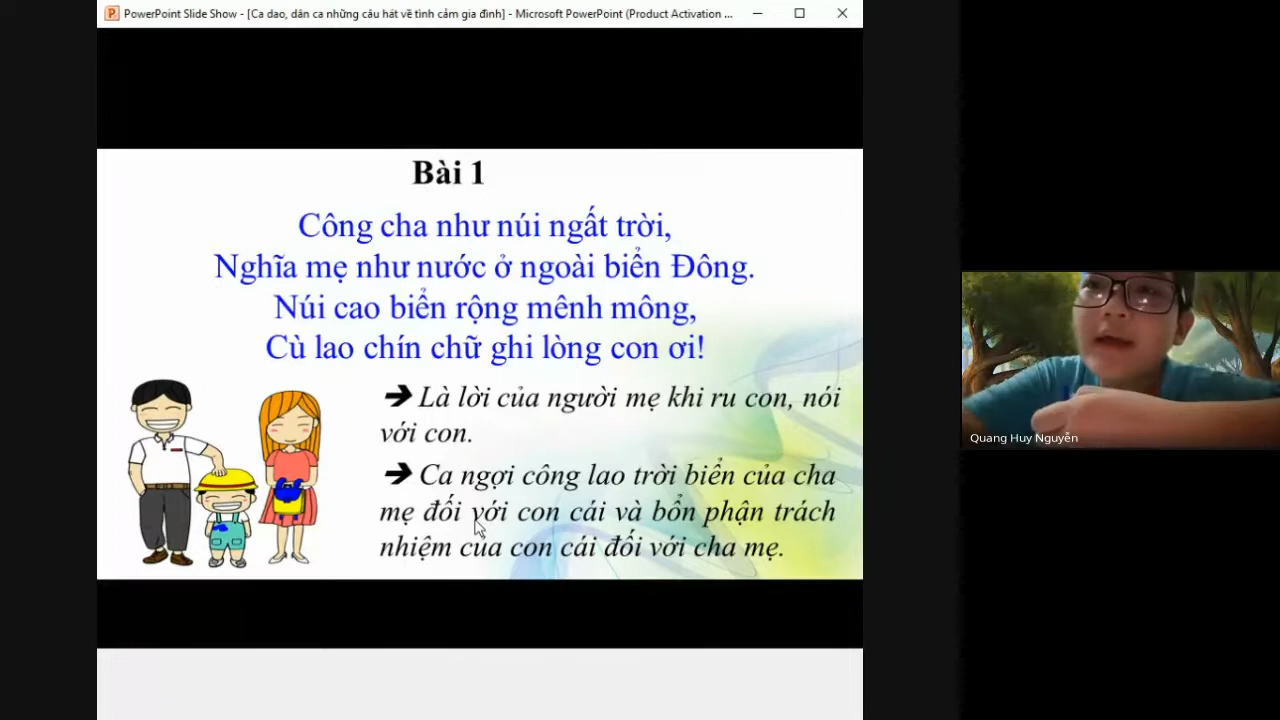 PowerPoint Slide Show - [Ca dao, dân ca những câu hát về tình cảm gia đình] - Microsoft PowerPoint (Product Activation ...
Bài 1
Công cha như núi ngất trời,
Nghĩa mẹ như nước ở ngoài biển Đông.
Núi cao biển rộng mênh mông,
Cù lao chín chữ ghi lòng con ơi!
➔ Là lời của người mẹ khi ru con, nói
với con.
➔ Ca ngợi công lao trời biển của cha
mẹ đối với con cái và bổn phận trách
nhiệm của con cái đối với cha mẹ.
Quang Huy Nguyễn